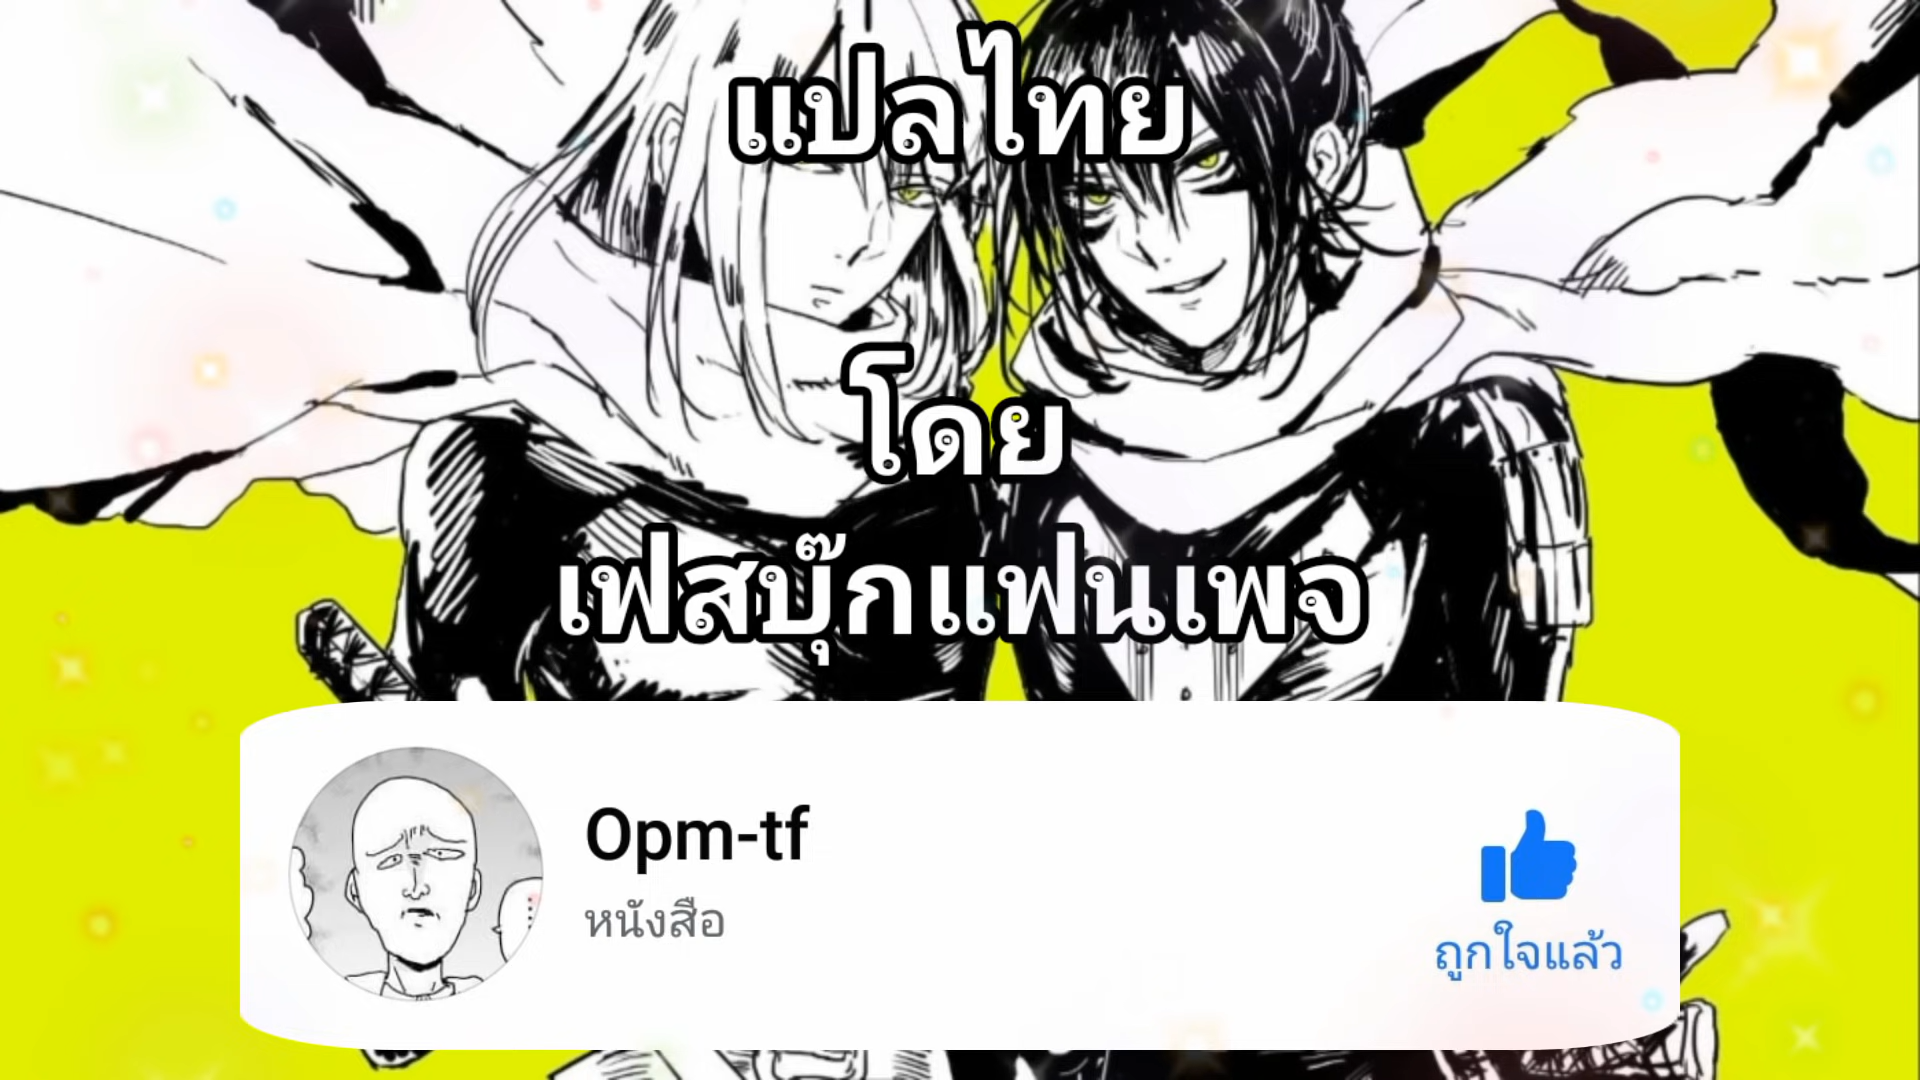 แปลไทย
โดย
เฟสบุ๊กแฟนเพจ
Opm-tf
หนังสือ
ถูกใจแล้ว